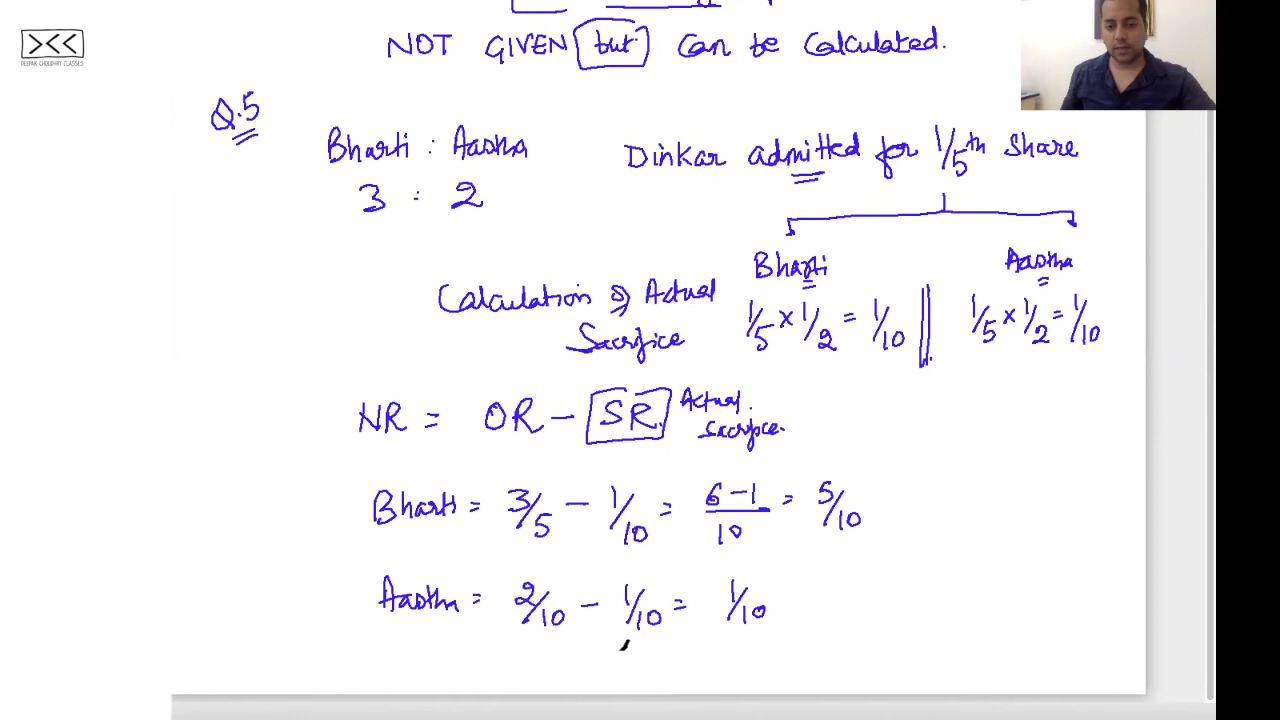 DEEPAK CHOUDHRY CLASSES
NOT GIVEN but can be calculated.
Q.5
Bharti : Aastha
3 : 2
Dinkar admitted for 1/5th share
Bharti
1/5 × 1/2 = 1/10
Aastha
1/5 × 1/2 = 1/10
Calculation of Actual
Sacrifice
NR = OR - SR Actual
Sacrifice.
Bharti = 3/5 - 1/10 = 6-1/10 = 5/10
Aastha = 2/10 - 1/10 = 1/10